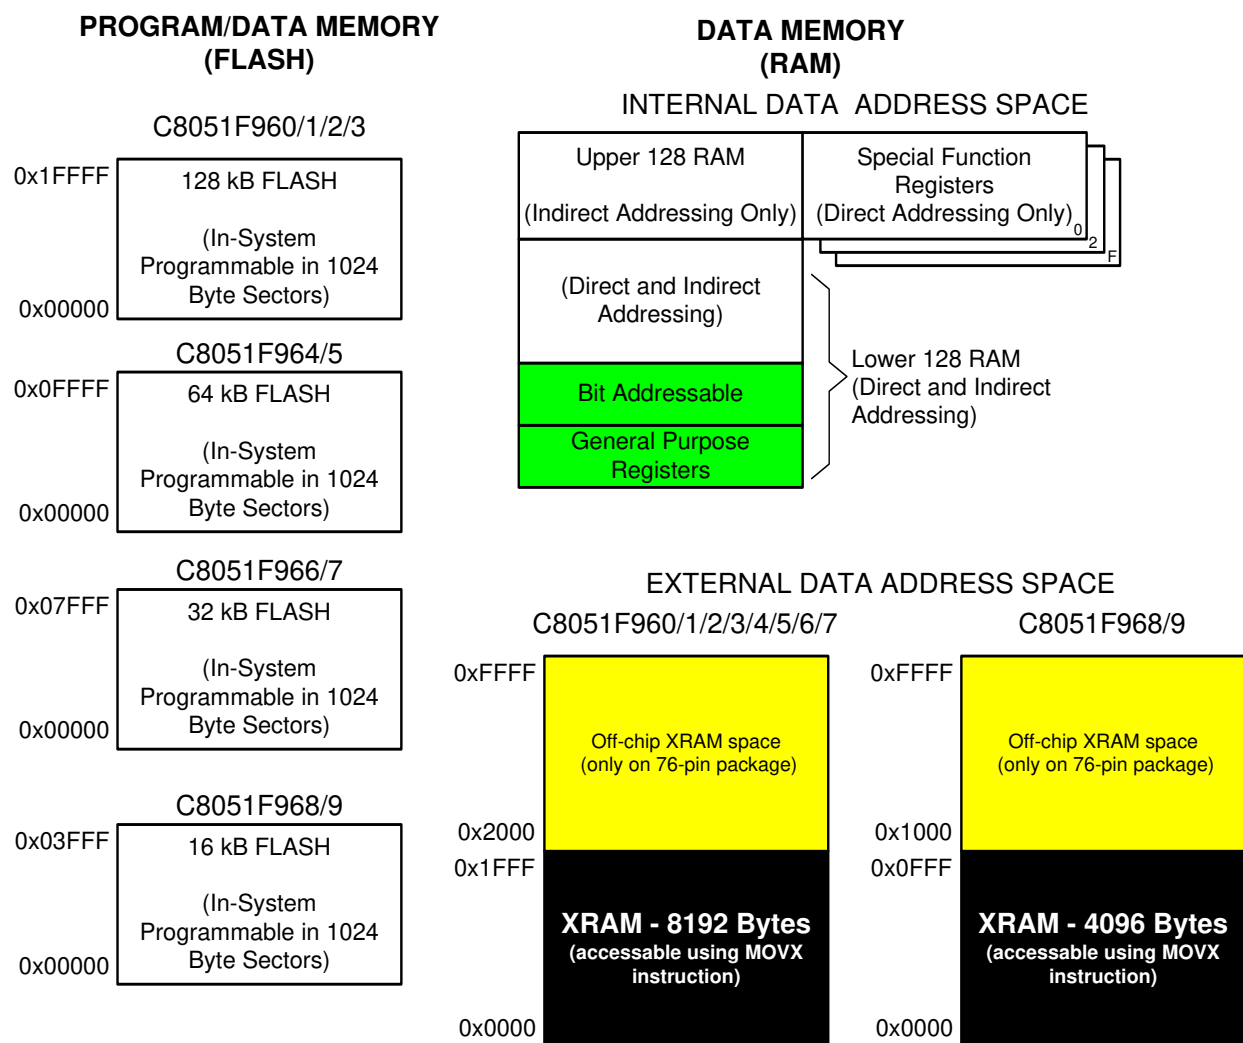 PROGRAM/DATA MEMORY
(FLASH)
C8051F960/1/2/3
0x1FFFF
128 kB FLASH
(In-System
Programmable in 1024
Byte Sectors)
0x00000
C8051F964/5
0x0FFFF
64 kB FLASH
(In-System
Programmable in 1024
Byte Sectors)
0x00000
C8051F966/7
0x07FFF
32 kB FLASH
(In-System
Programmable in 1024
Byte Sectors)
0x00000
C8051F968/9
0x03FFF
16 kB FLASH
(In-System
Programmable in 1024
Byte Sectors)
0x00000
DATA MEMORY
(RAM)
INTERNAL DATA ADDRESS SPACE
Upper 128 RAM
(Indirect Addressing Only)
Special Function
Registers
(Direct Addressing Only)
0
2
F
(Direct and Indirect
Addressing)
Bit Addressable
General Purpose
Registers
Lower 128 RAM
(Direct and Indirect
Addressing)
EXTERNAL DATA ADDRESS SPACE
C8051F960/1/2/3/4/5/6/7
0xFFFF
Off-chip XRAM space
(only on 76-pin package)
0x2000
0x1FFF
XRAM - 8192 Bytes
(accessable using MOVX
instruction)
0x0000
C8051F968/9
0xFFFF
Off-chip XRAM space
(only on 76-pin package)
0x1000
0x0FFF
XRAM - 4096 Bytes
(accessable using MOVX
instruction)
0x0000